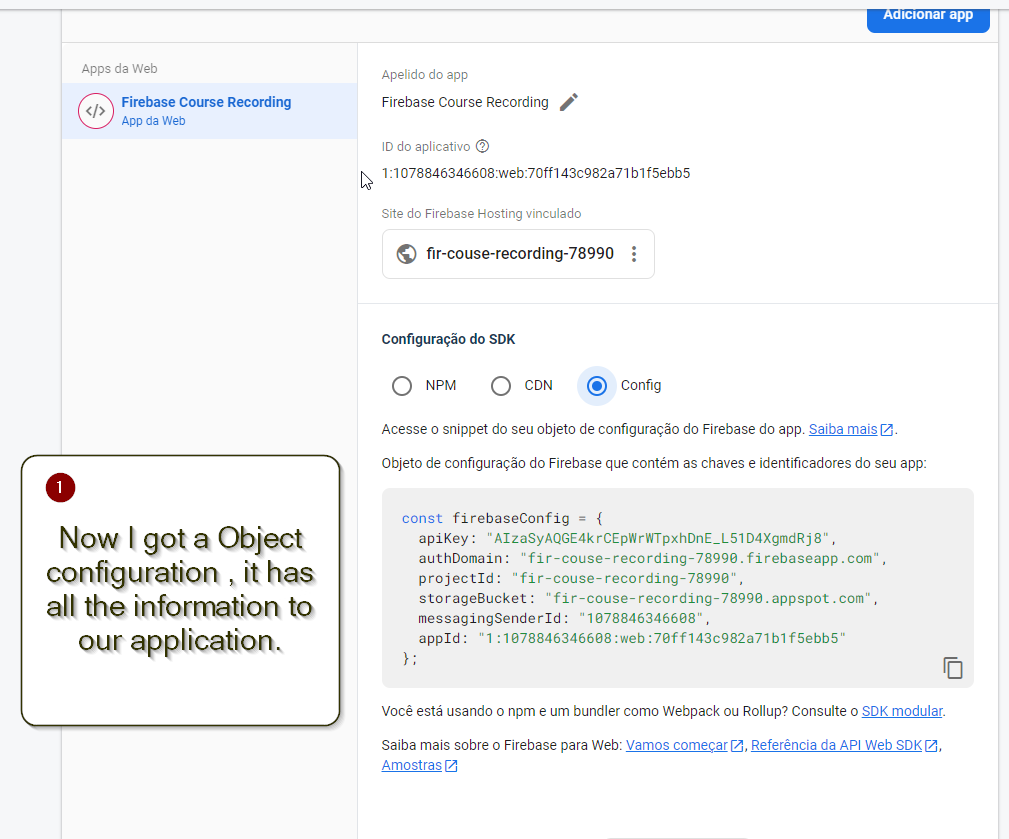 Adicionar app
Apps da Web
Firebase Course Recording
App da Web
Apelido do app
Firebase Course Recording
ID do aplicativo
1:1078846346608:web:70ff143c982a71b1f5ebb5
Site do Firebase Hosting vinculado
fir-couse-recording-78990
Configuração do SDK
NPM
CDN
Config
Acesse o snippet do seu objeto de configuração do Firebase do app. Saiba mais.
Objeto de configuração do Firebase que contém as chaves e identificadores do seu app:
const firebaseConfig = {
apiKey: "AIzaSyAQGE4krCEpWrWTpxhDnE_L51D4XgmdRj8",
authDomain: "fir-couse-recording-78990.firebaseapp.com",
projectId: "fir-couse-recording-78990",
storageBucket: "fir-couse-recording-78990.appspot.com",
messagingSenderId: "1078846346608",
appId: "1:1078846346608:web:70ff143c982a71b1f5ebb5"
};
Você está usando o npm e um bundler como Webpack ou Rollup? Consulte o SDK modular.
Saiba mais sobre o Firebase para Web: Vamos começar, Referência da API Web SDK,
Amostras
1
Now I got a Object
configuration , it has
all the information to
our application.